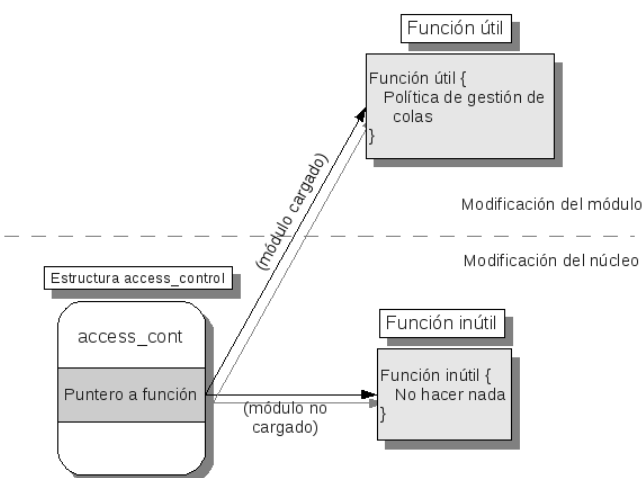 Función útil
Función útil {
Política de gestión de
colas
}
(módulo cargado)
Modificación del módulo
Modificación del núcleo
Estructura access_control
access_cont
Puntero a función
Función inútil
Función inútil {
No hacer nada
}
(módulo no
cargado)